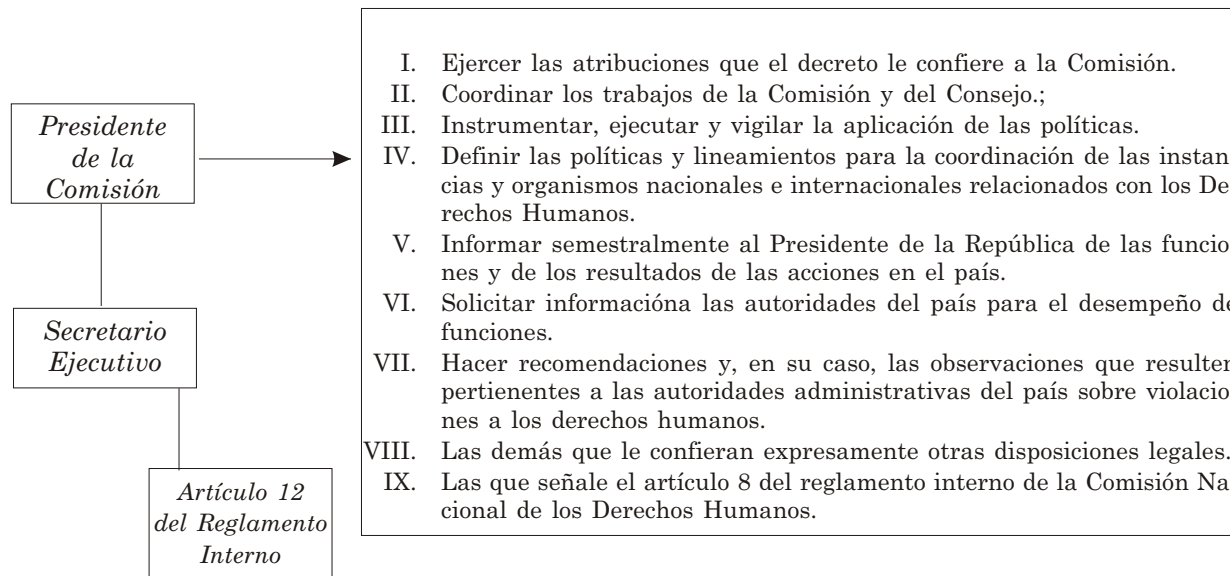 Presidente
de la
Comisión
Secretario
Ejecutivo
Artículo 12
del Reglamento
Interno
I. Ejercer las atribuciones que el decreto le confiere a la Comisión.
II. Coordinar los trabajos de la Comisión y del Consejo.;
III. Instrumentar, ejecutar y vigilar la aplicación de las políticas.
IV. Definir las políticas y lineamientos para la coordinación de las instan
cias y organismos nacionales e internacionales relacionados con los De
rechos Humanos.
V. Informar semestralmente al Presidente de la República de las funcio
nes y de los resultados de las acciones en el país.
VI. Solicitar informacióna las autoridades del país para el desempeño de
funciones.
VII. Hacer recomendaciones y, en su caso, las observaciones que resulten
pertienentes a las autoridades administrativas del país sobre violacio
nes a los derechos humanos.
VIII. Las demás que le confieran expresamente otras disposiciones legales.
IX. Las que señale el artículo 8 del reglamento interno de la Comisión Na
cional de los Derechos Humanos.